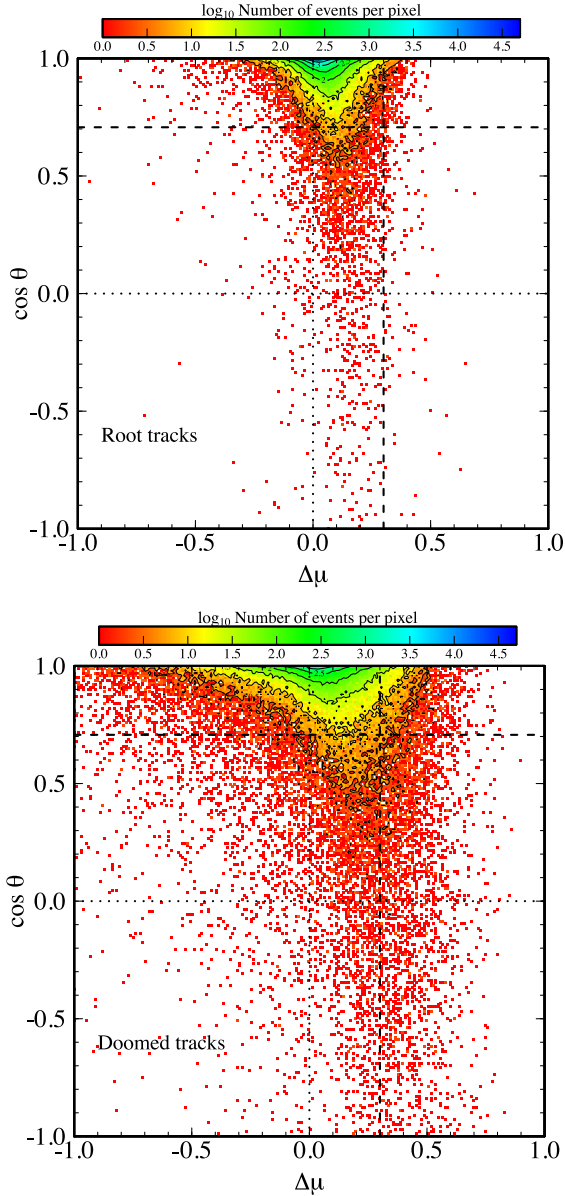 log₁₀ Number of events per pixel
0.0 0.5 1.0 1.5 2.0 2.5 3.0 3.5 4.0 4.5
1.0
0.5
0.0
cos θ
-0.5
Root tracks
-1.0
-1.0 -0.5 0.0 0.5 1.0
Δμ
log₁₀ Number of events per pixel
0.0 0.5 1.0 1.5 2.0 2.5 3.0 3.5 4.0 4.5
1.0
0.5
0.0
cos θ
-0.5
Doomed tracks
-1.0
-1.0 -0.5 0.0 0.5 1.0
Δμ